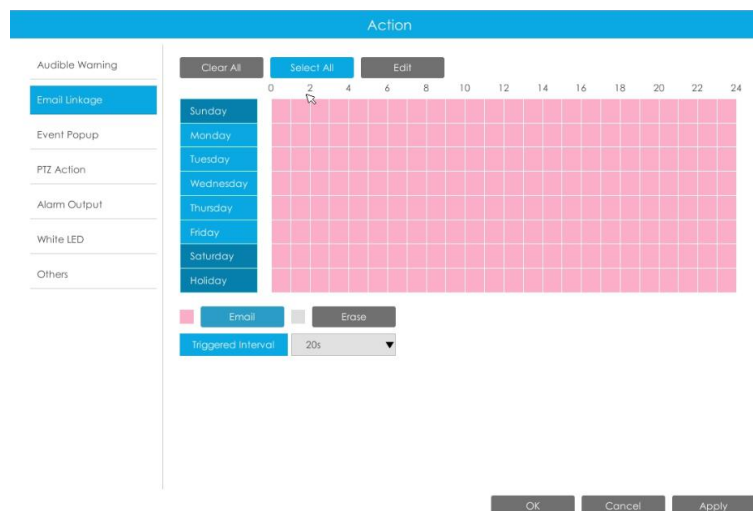 Action
Audible Warning
Email Linkage
Event Popup
PTZ Action
Alarm Output
White LED
Others
Clear All Select All Edit
0 2 4 6 8 10 12 14 16 18 20 22 24
Sunday
Monday
Tuesday
Wednesday
Thursday
Friday
Saturday
Holiday
Email Erase
Triggered Interval 20s
OK Cancel Apply